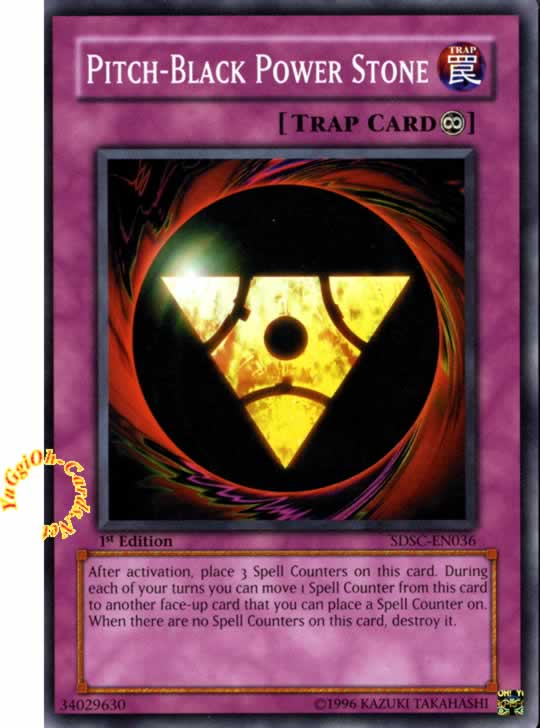 PITCH-BLACK POWER STONE
TRAP
罠
[TRAP CARD∞]
YuGgiOh-Cards.Net
1st Edition
SDSC-EN036
After activation, place 3 Spell Counters on this card. During
each of your turns you can move 1 Spell Counter from this card
to another face-up card that you can place a Spell Counter on.
When there are no Spell Counters on this card, destroy it.
34029630
©1996 KAZUKI TAKAHASHI